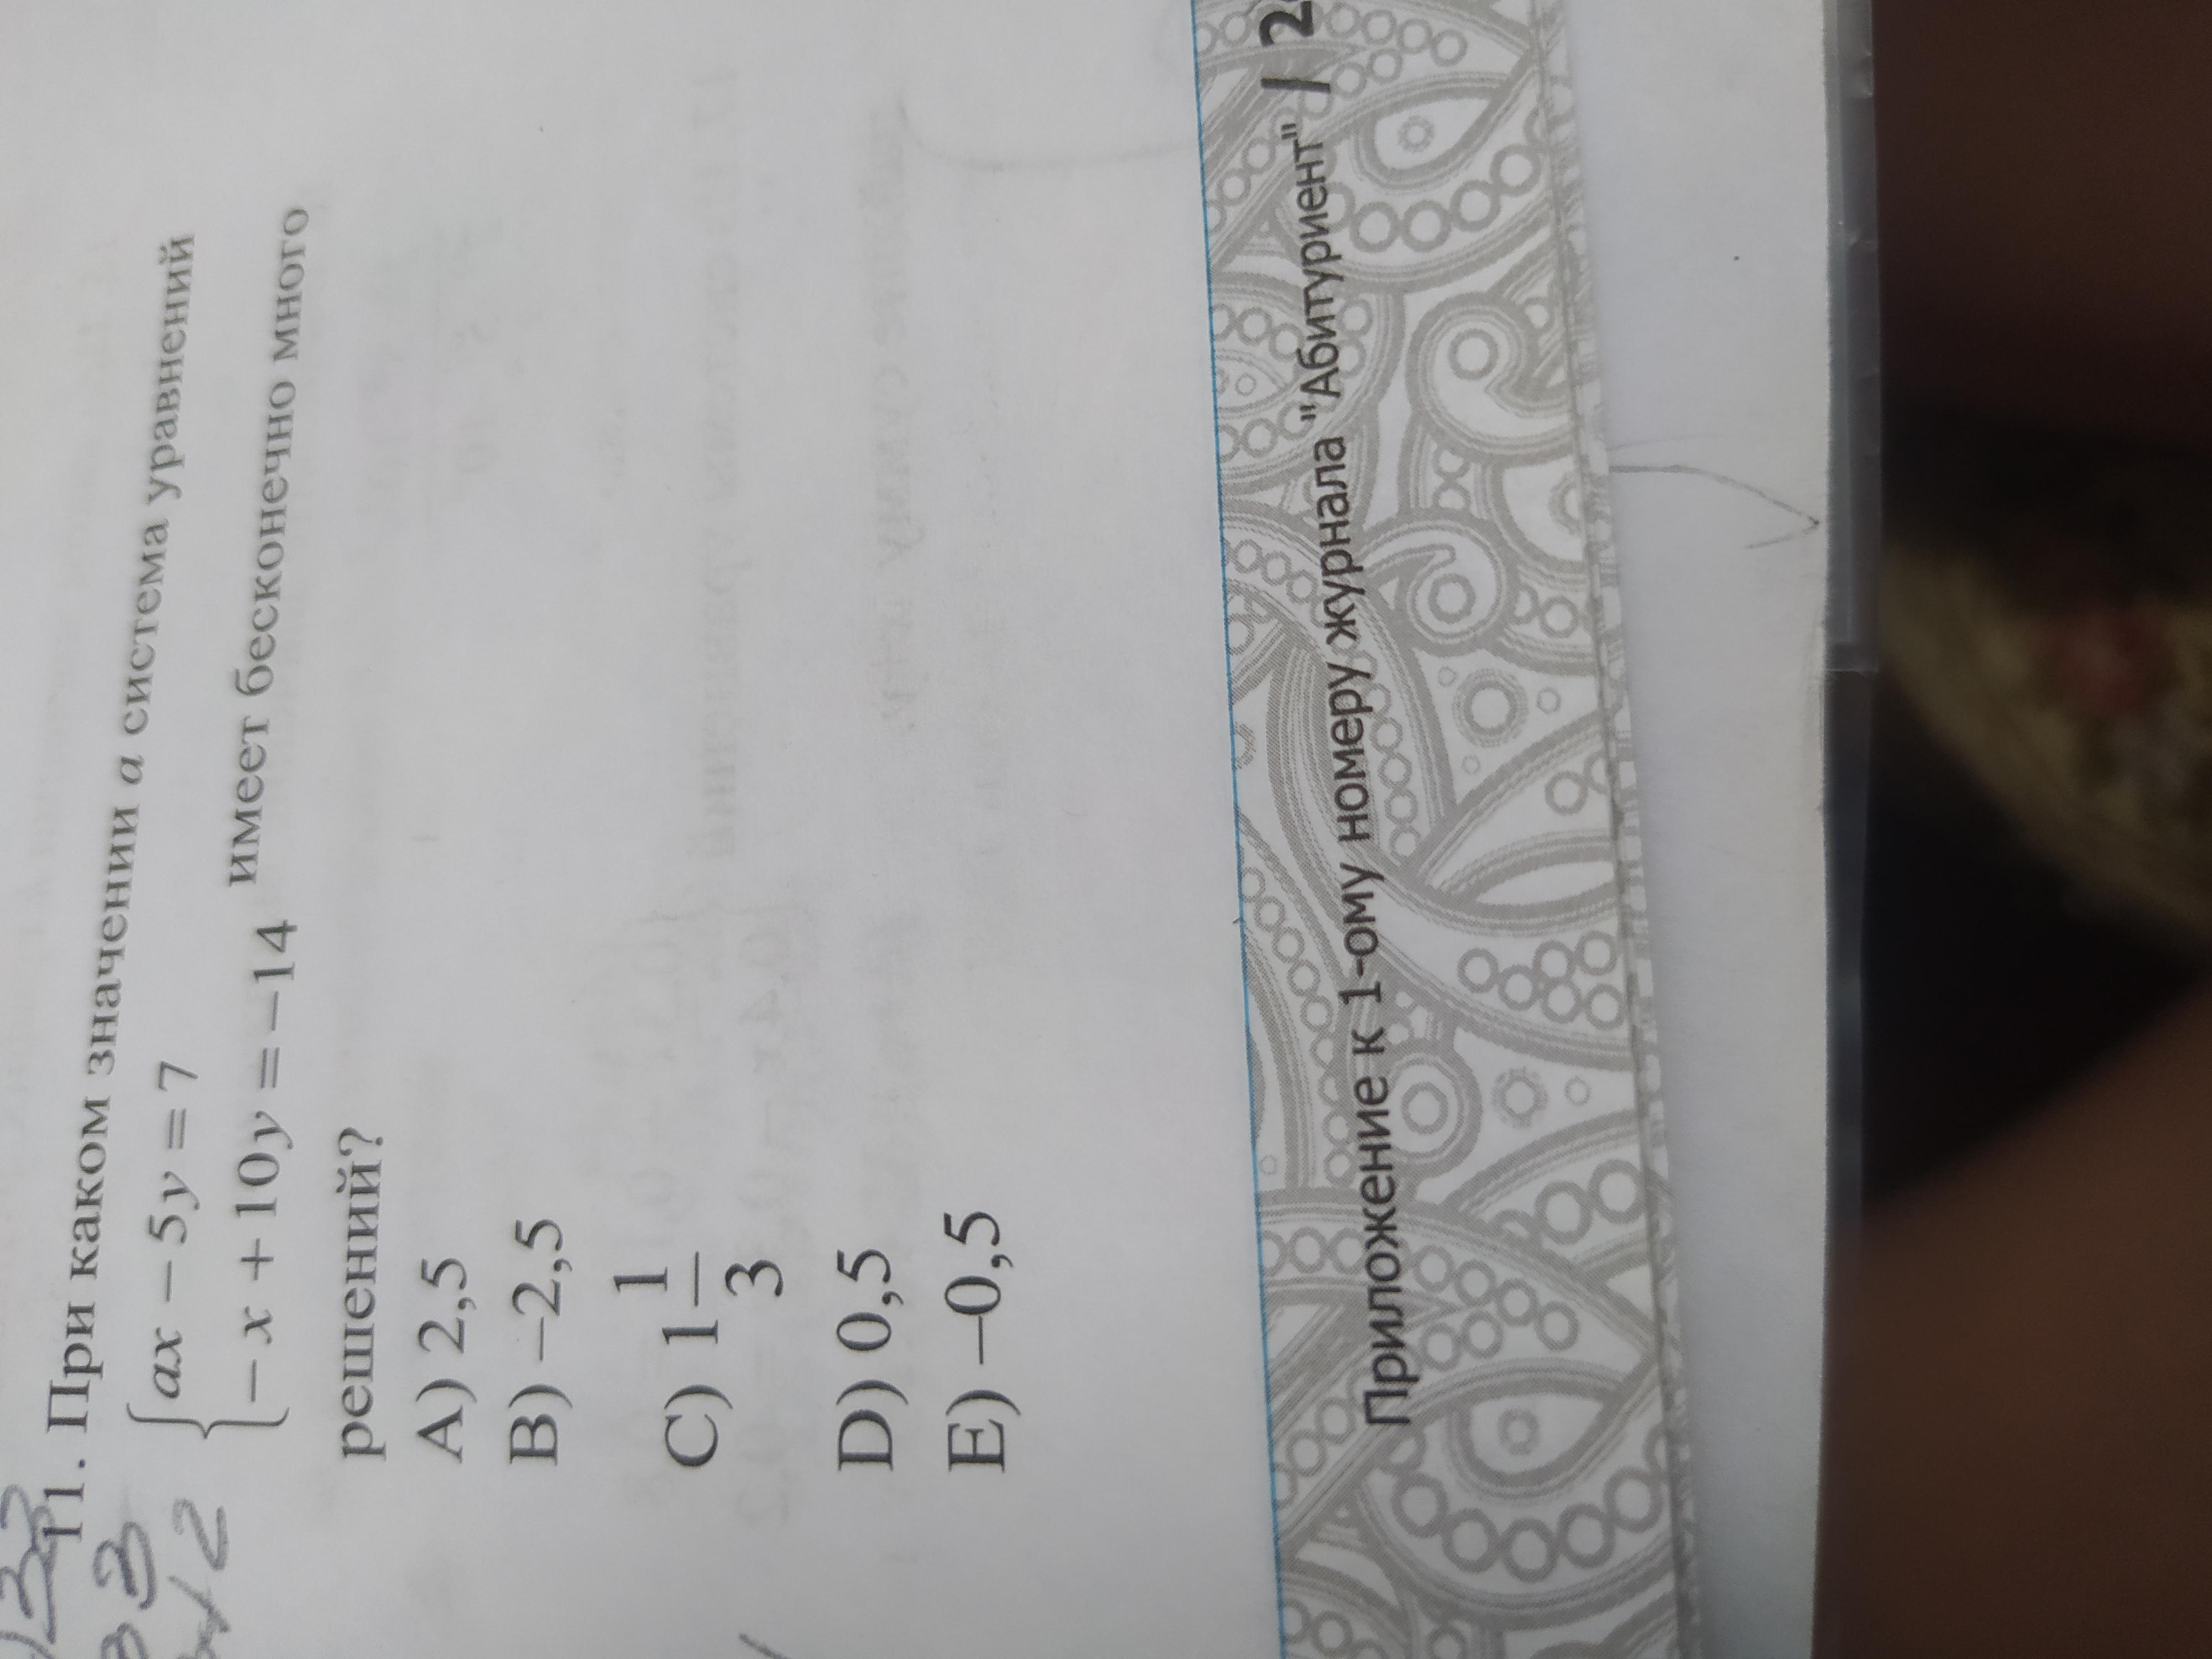 11. При каком значении a система уравнений
{ax − 5y = 7
{− x + 10y = −14 имеет бесконечно много
решений?
A) 2,5
B) −2,5
C) 1 1/3
D) 0,5
E) −0,5
Приложение к 1-ому номеру журнала "Абитуриент" / 2